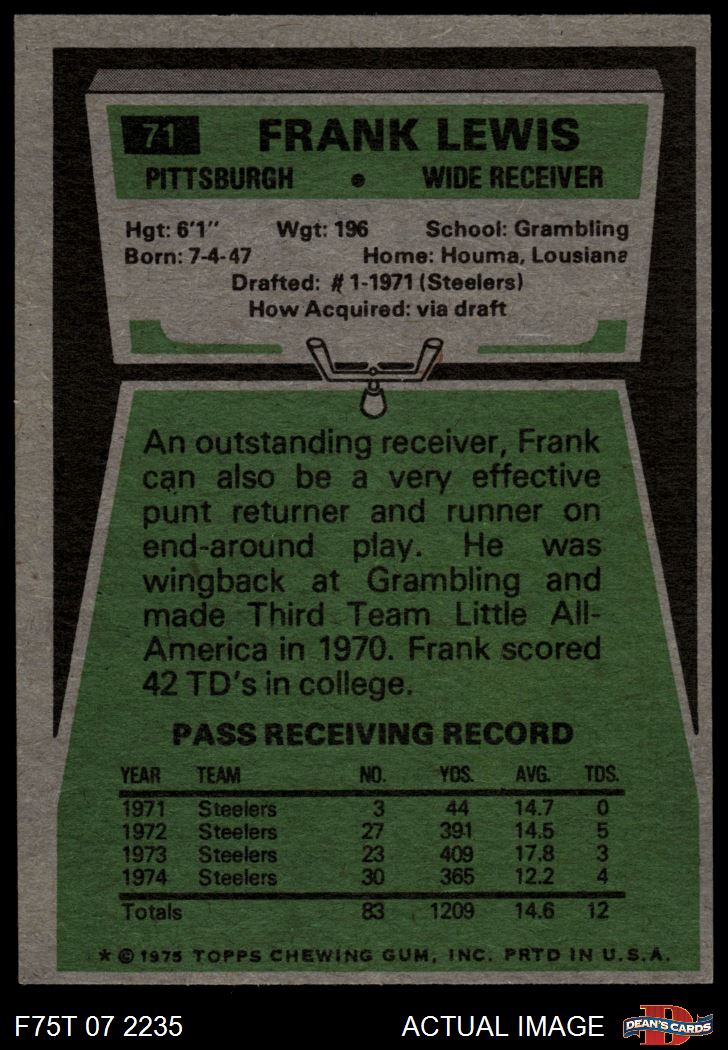 71 FRANK LEWIS
PITTSBURGH • WIDE RECEIVER
Hgt: 6'1" Wgt: 196 School: Grambling
Born: 7-4-47 Home: Houma, Lousiana
Drafted: #1-1971 (Steelers)
How Acquired: via draft
An outstanding receiver, Frank
can also be a very effective
punt returner and runner on
end-around play. He was
wingback at Grambling and
made Third Team Little All-
America in 1970. Frank scored
42 TD's in college.
PASS RECEIVING RECORD
YEAR TEAM NO. YDS. AVG. TDS.
1971 Steelers 3 44 14.7 0
1972 Steelers 27 391 14.5 5
1973 Steelers 23 409 17.8 3
1974 Steelers 30 365 12.2 4
Totals 83 1209 14.6 12
* © 1975 TOPPS CHEWING GUM, INC. PRTD IN U.S.A.
F75T 07 2235 ACTUAL IMAGE D DEAN'S CARDS